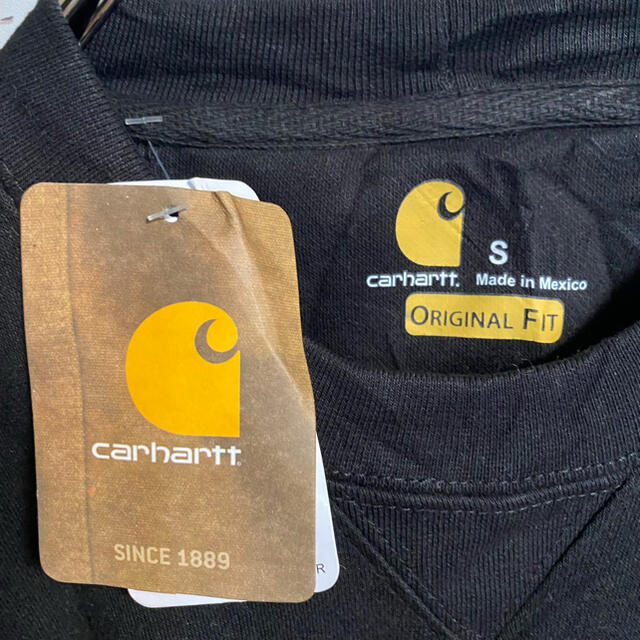 carhartt
SINCE 1889
R
carhartt.
S
Made in Mexico
ORIGINAL FIT